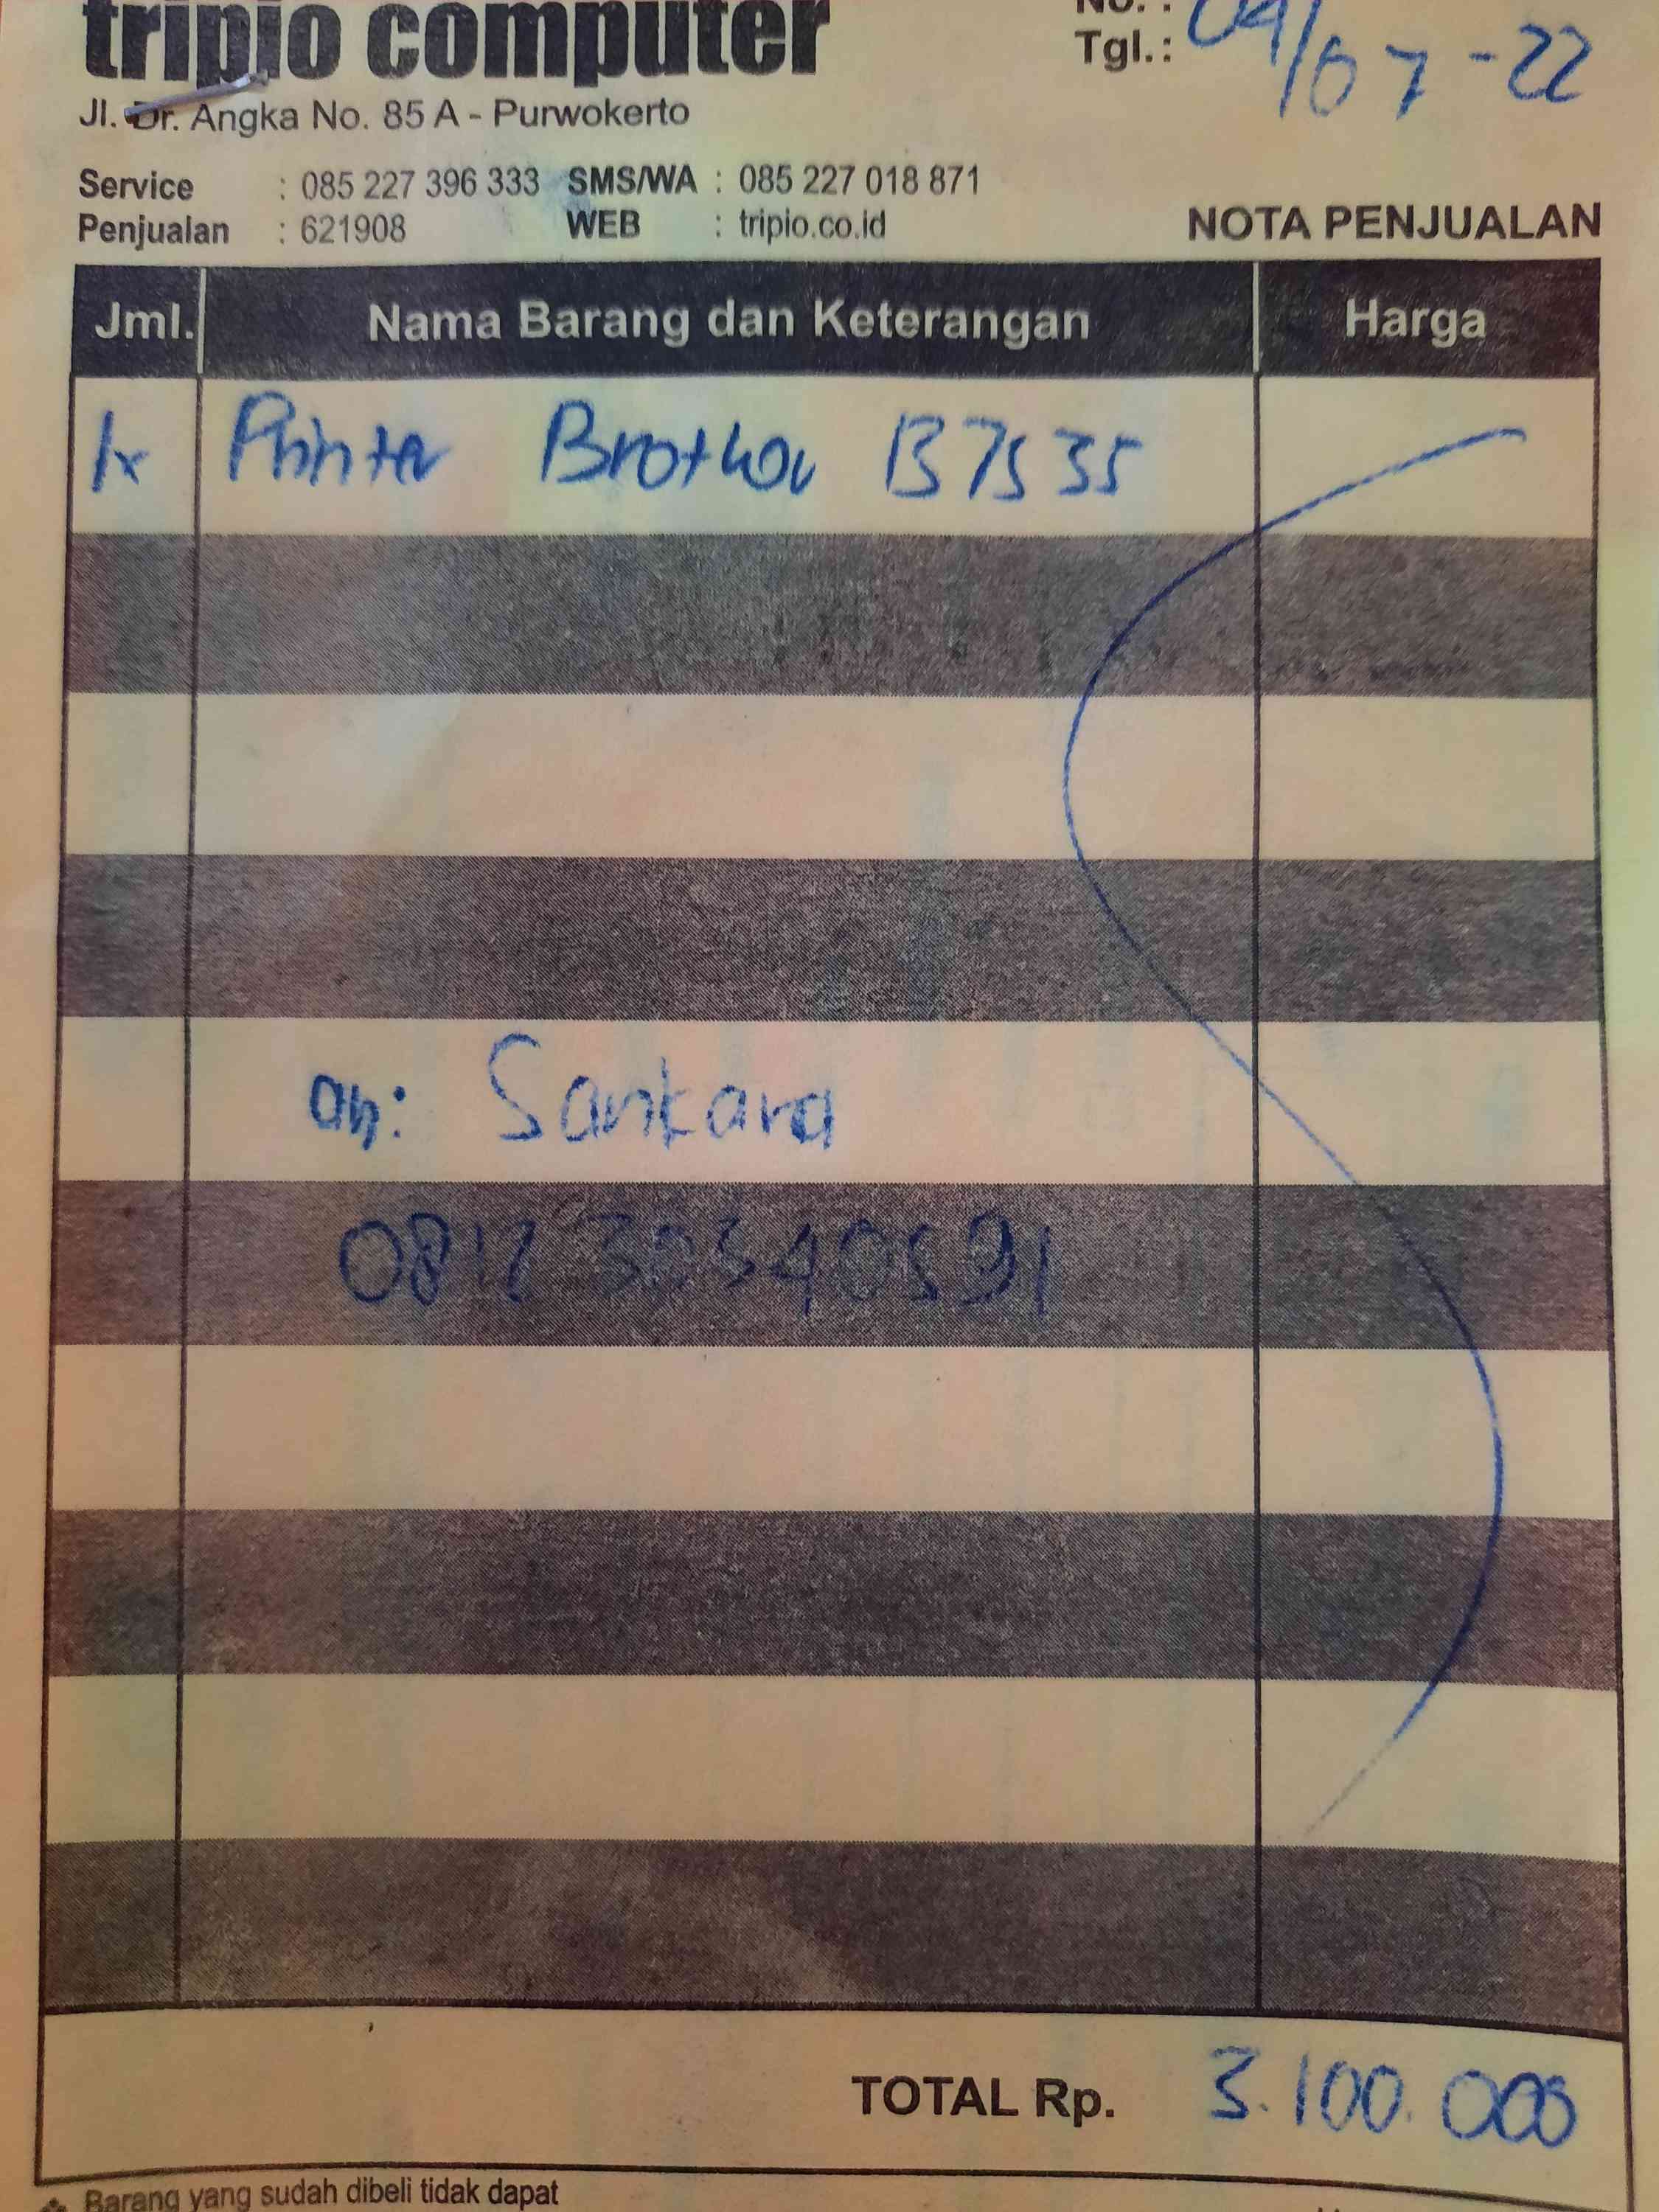 tripio computer
No. :
Tgl.: 04/07-22
Jl. Dr. Angka No. 85 A - Purwokerto
Service : 085 227 396 333 SMS/WA : 085 227 018 871
Penjualan : 621908 WEB : tripio.co.id
NOTA PENJUALAN
Jml. Nama Barang dan Keterangan Harga
1x Printer Brother B7535
an: Sankara
TOTAL Rp. 3.100.000
Barang yang sudah dibeli tidak dapat